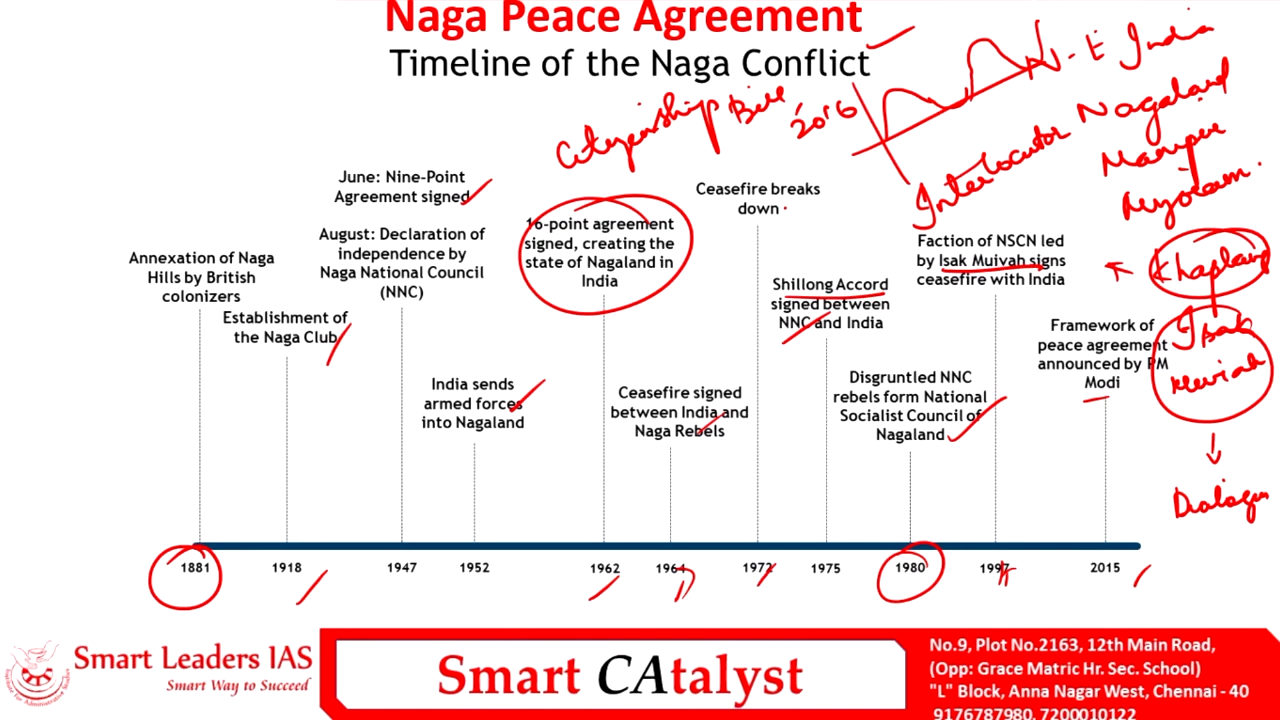 Naga Peace Agreement
Timeline of the Naga Conflict
N-E India
Citizenship Bill 2016
Interlocutor
Nagaland
Manipur
Mizoram
June: Nine-Point
Agreement signed
August: Declaration of
independence by
Naga National Council
(NNC)
Annexation of Naga
Hills by British
colonizers
Establishment of
the Naga Club
India sends
armed forces
into Nagaland
16-point agreement
signed, creating the
state of Nagaland in
India
Ceasefire signed
between India and
Naga Rebels
Ceasefire breaks
down
Shillong Accord
signed between
NNC and India
Disgruntled NNC
rebels form National
Socialist Council of
Nagaland
Faction of NSCN led
by Isak Muivah signs
ceasefire with India
Framework of
peace agreement
announced by PM
Modi
Khaplang
Isak
Muivah
1881 1918 1947 1952 1962 1964 1972 1975 1980 1997 2015
Smart Leaders IAS
Smart Way to Succeed
Smart CAtalyst
No.9, Plot No.2163, 12th Main Road,
(Opp: Grace Matric Hr. Sec. School)
"L" Block, Anna Nagar West, Chennai - 40
9176787980, 7200010122